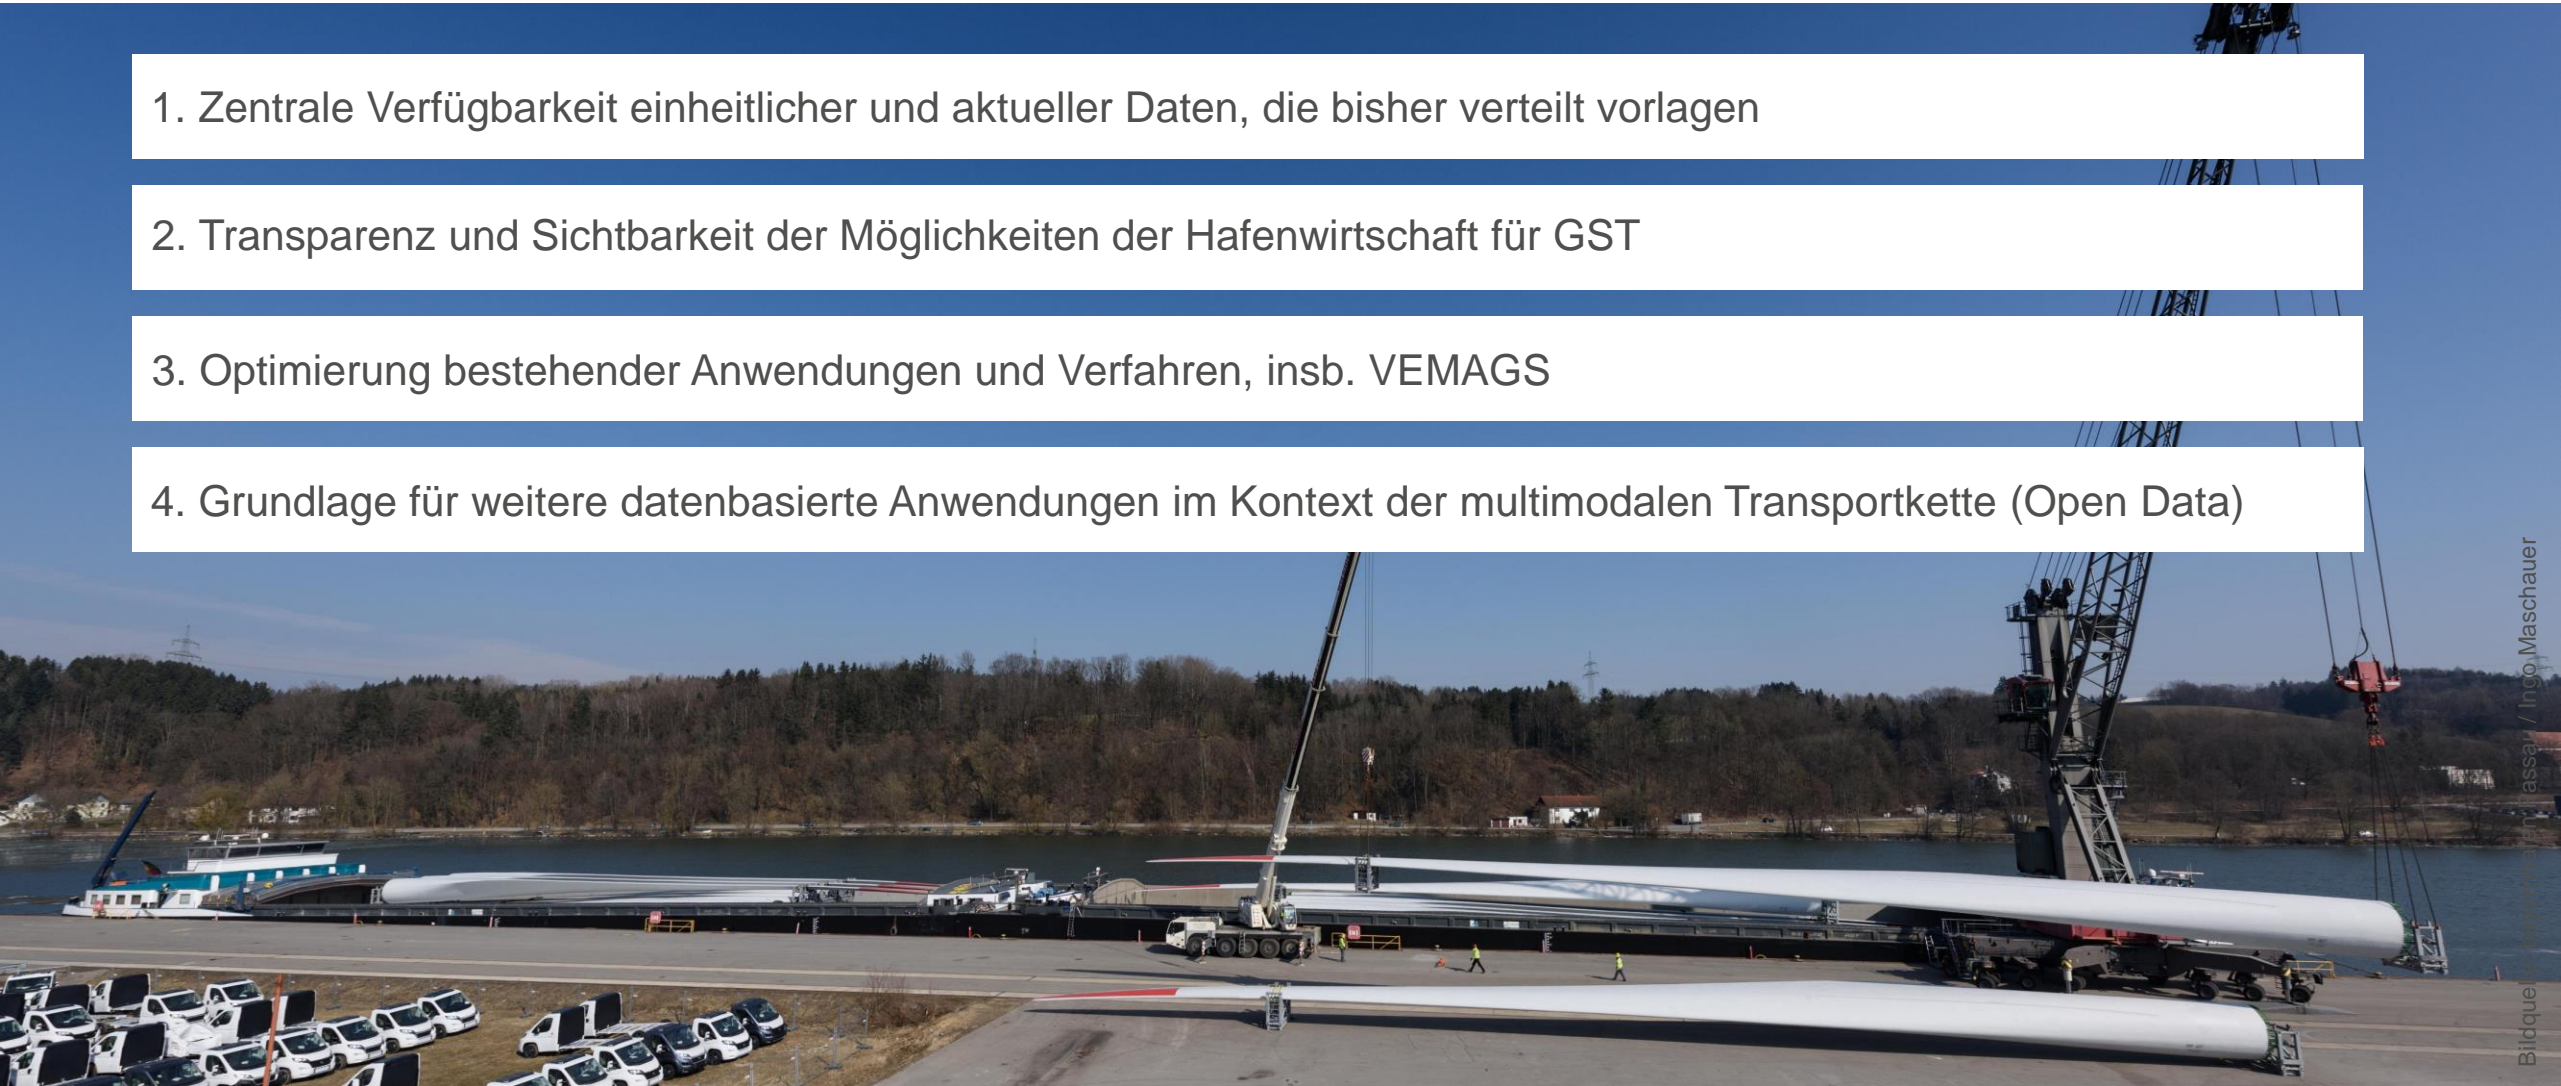 1. Zentrale Verfügbarkeit einheitlicher und aktueller Daten, die bisher verteilt vorlagen
2. Transparenz und Sichtbarkeit der Möglichkeiten der Hafenwirtschaft für GST
3. Optimierung bestehender Anwendungen und Verfahren, insb. VEMAGS
4. Grundlage für weitere datenbasierte Anwendungen im Kontext der multimodalen Transportkette (Open Data)
/ Ingo Maschauer